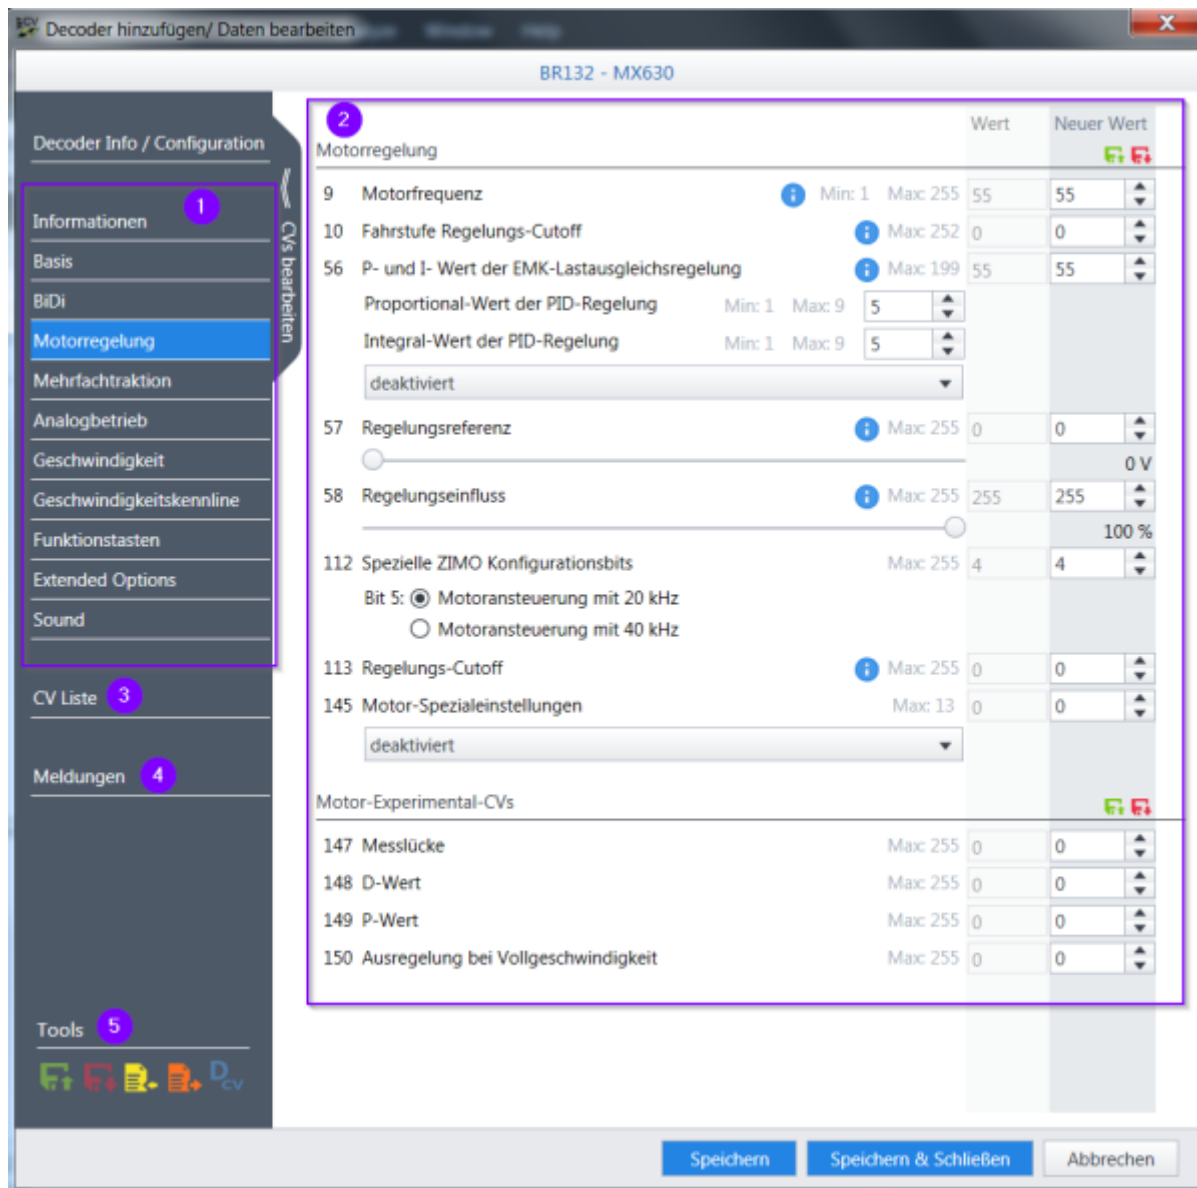 Decoder hinzufügen/ Daten bearbeiten
Window Help
BR132 - MX630
Decoder Info / Configuration
1
Informationen
Basis
BiDi
Motorregelung
Mehrfachtraktion
Analogbetrieb
Geschwindigkeit
Geschwindigkeitskennline
Funktionstasten
Extended Options
Sound
CV Liste 3
Meldungen 4
Tools 5
D CV
CVs bearbeiten
2
Wert Neuer Wert
Motorregelung
9 Motorfrequenz Min: 1 Max: 255 55 55
10 Fahrstufe Regelungs-Cutoff Max: 252 0 0
56 P- und I- Wert der EMK-Lastausgleichsregelung Max: 199 55 55
Proportional-Wert der PID-Regelung Min: 1 Max: 9 5
Integral-Wert der PID-Regelung Min: 1 Max: 9 5
deaktiviert
57 Regelungsreferenz Max: 255 0 0
0 V
58 Regelungseinfluss Max: 255 255 255
100 %
112 Spezielle ZIMO Konfigurationsbits Max: 255 4 4
Bit 5: Motoransteuerung mit 20 kHz
Motoransteuerung mit 40 kHz
113 Regelungs-Cutoff Max: 255 0 0
145 Motor-Spezialeinstellungen Max: 13 0 0
deaktiviert
Motor-Experimental-CVs
147 Messlücke Max: 255 0 0
148 D-Wert Max: 255 0 0
149 P-Wert Max: 255 0 0
150 Ausregelung bei Vollgeschwindigkeit Max: 255 0 0
Speichern Speichern & Schließen Abbrechen